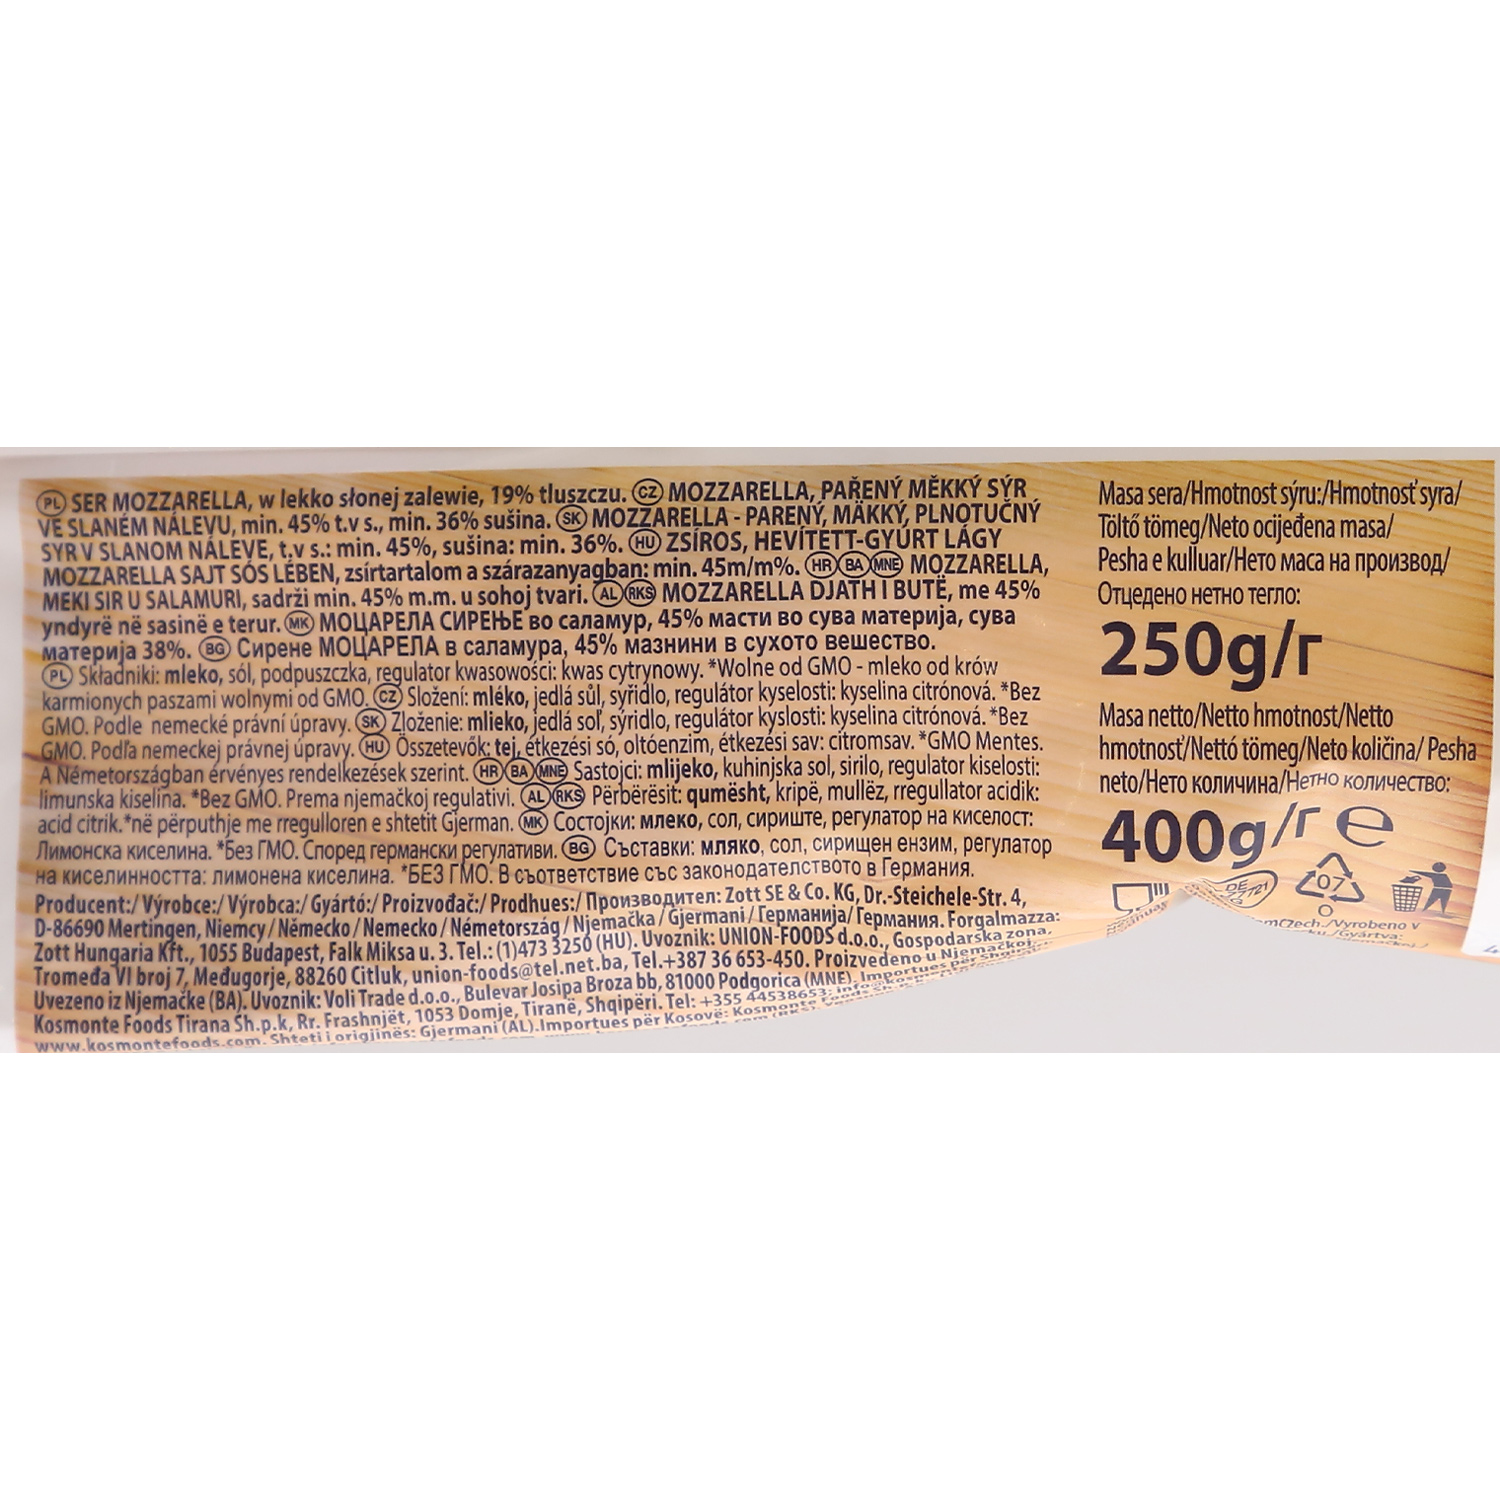 PL SER MOZZARELLA, w lekko słonej zalewie, 19% tłuszczu. CZ MOZZARELLA, PAŘENÝ MĚKKÝ SÝR
VE SLANÉM NÁLEVU, min. 45% t.v s., min. 36% sušina. SK MOZZARELLA - PARENÝ, MÄKKÝ, PLNOTUČNÝ
SYR V SLANOM NÁLEVE, t.v s.: min. 45%, sušina: min. 36%. HU ZSÍROS, HEVÍTETT-GYÚRT LÁGY
MOZZARELLA SAJT SÓS LÉBEN, zsírtartalom a szárazanyagban: min. 45m/m%. HR BA MNE MOZZARELLA,
MEKI SIR U SALAMURI, sadrži min. 45% m.m. u sohoj tvari. AL RKS MOZZARELLA DJATH I BUTË, me 45%
yndyrë në sasinë e terur. MK МОЦАРЕЛА СИРЕЊЕ во саламур, 45% масти во сува материја, сува
материја 38%. BG Сирене МОЦАРЕЛА в саламура, 45% мазнини в сухото вешество.
PL Składniki: mleko, sól, podpuszczka, regulator kwasowości: kwas cytrynowy. *Wolne od GMO - mleko od krów
karmionych paszami wolnymi od GMO. CZ Složení: mléko, jedlá sůl, syřidlo, regulátor kyselosti: kyselina citrónová. *Bez
GMO. Podle nemecké právní úpravy. SK Zloženie: mlieko, jedlá soľ, syridlo, regulátor kyslosti: kyselina citrónová. *Bez
GMO. Podľa nemeckej právnej úpravy. HU Összetevők: tej, étkezési só, oltóenzim, étkezési sav: citromsav. *GMO Mentes.
A Németországban érvényes rendelkezések szerint. HR BA MNE Sastojci: mlijeko, kuhinjska sol, sirilo, regulator kiselosti:
limunska kiselina. *Bez GMO. Prema njemačkoj regulativi. AL RKS Përbërësit: qumësht, kripë, mullëz, rregullator acidik:
acid citrik.*në përputhje me rregulloren e shtetit Gjerman. MK Состојки: млеко, сол, сириште, регулатор на киселост:
Лимонска киселина. *Без ГМО. Според германски регулативи. BG Съставки: мляко, сол, сирищен ензим, регулатор
на киселинността: лимонена киселина. *БЕЗ ГМО. В съответствие със законодателството в Германия.
Producent:/ Výrobce:/ Výrobca:/ Gyártó:/ Proizvođač:/ Prodhues:/ Производител: Zott SE & Co. KG, Dr.-Steichele-Str. 4,
D-86690 Mertingen, Niemcy / Německo / Nemecko / Németország / Njemačka / Gjermani / Германија/ Германия. Forgalmazza:
Zott Hungaria Kft., 1055 Budapest, Falk Miksa u. 3. Tel.: (1)473 3250 (HU). Uvoznik: UNION-FOODS d.o.o., Gospodarska zona,
Tromeđa VI broj 7, Međugorje, 88260 Citluk, union-foods@tel.net.ba, Tel.+387 36 653-450. Proizvedeno u Njemačkoj.
Uvezeno iz Njemačke (BA). Uvoznik: Voli Trade d.o.o., Bulevar Josipa Broza bb, 81000 Podgorica (MNE). Importues për
Kosmonte Foods Tirana Sh.p.k, Rr. Frashnjët, 1053 Domje, Tiranë, Shqipëri. Tel: +355 44538653;
www.kosmontefoods.com. Shteti i origjinës: Gjermani (AL).Importues për Kosovë: Kosmonte Foods
Masa sera/Hmotnost sýru:/Hmotnosť syra/
Töltő tömeg/Neto ocijeđena masa/
Pesha e kulluar/Нето маса на производ/
Отцедено нетно тегло:
250g/г
Masa netto/Netto hmotnost/Netto
hmotnosť/Nettó tömeg/Neto količina/ Pesha
neto/Нето количина/Нетно количество:
400g/г e
DE
07
O
Czech./Vyrobeno v
/Gyártva: